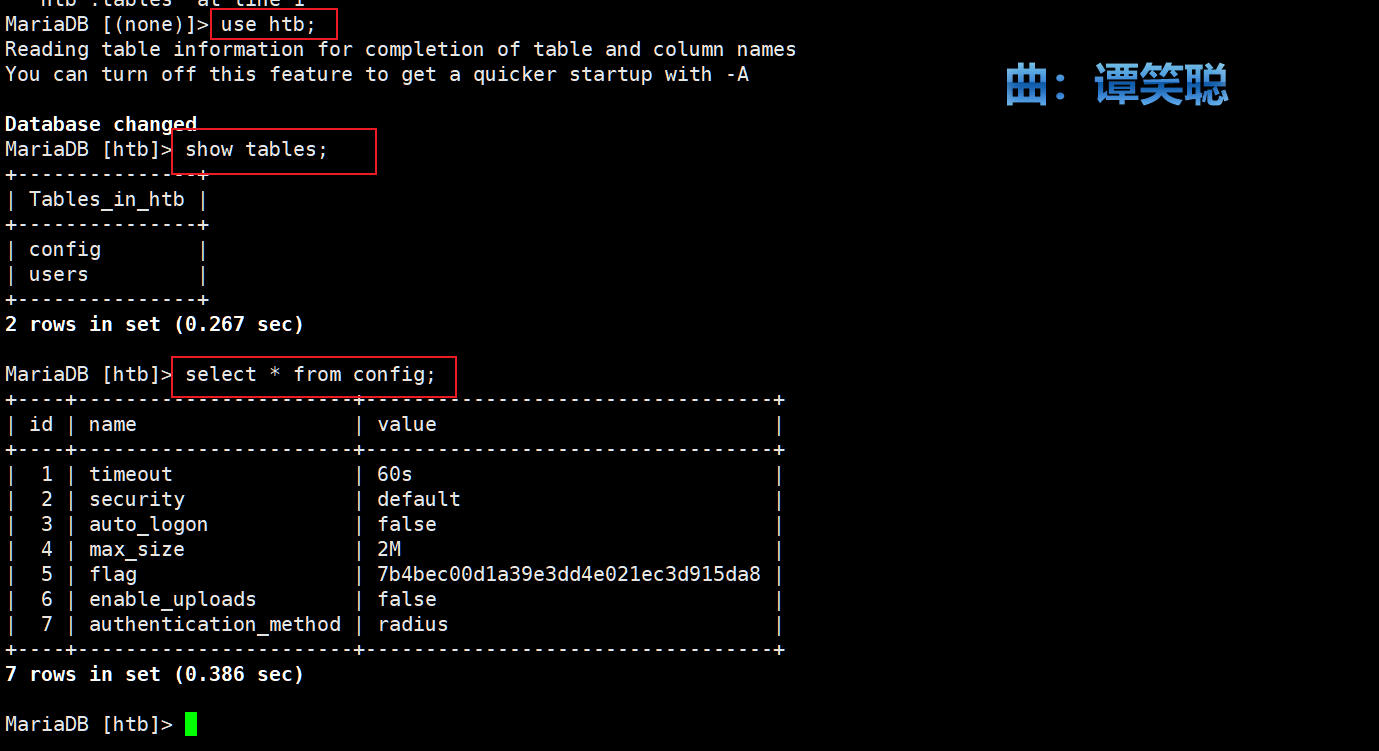 htb .tables' at line 1
MariaDB [(none)]> use htb;
Reading table information for completion of table and column names
You can turn off this feature to get a quicker startup with -A
曲：谭笑聪
Database changed
MariaDB [htb]> show tables;
+---------------+
| Tables_in_htb |
+---------------+
| config        |
| users         |
+---------------+
2 rows in set (0.267 sec)
MariaDB [htb]> select * from config;
+----+-----------------------+----------------------------------+
| id | name                  | value                            |
+----+-----------------------+----------------------------------+
|  1 | timeout               | 60s                              |
|  2 | security              | default                          |
|  3 | auto_logon            | false                            |
|  4 | max_size              | 2M                               |
|  5 | flag                  | 7b4bec00d1a39e3dd4e021ec3d915da8 |
|  6 | enable_uploads        | false                            |
|  7 | authentication_method | radius                           |
+----+-----------------------+----------------------------------+
7 rows in set (0.386 sec)
MariaDB [htb]>